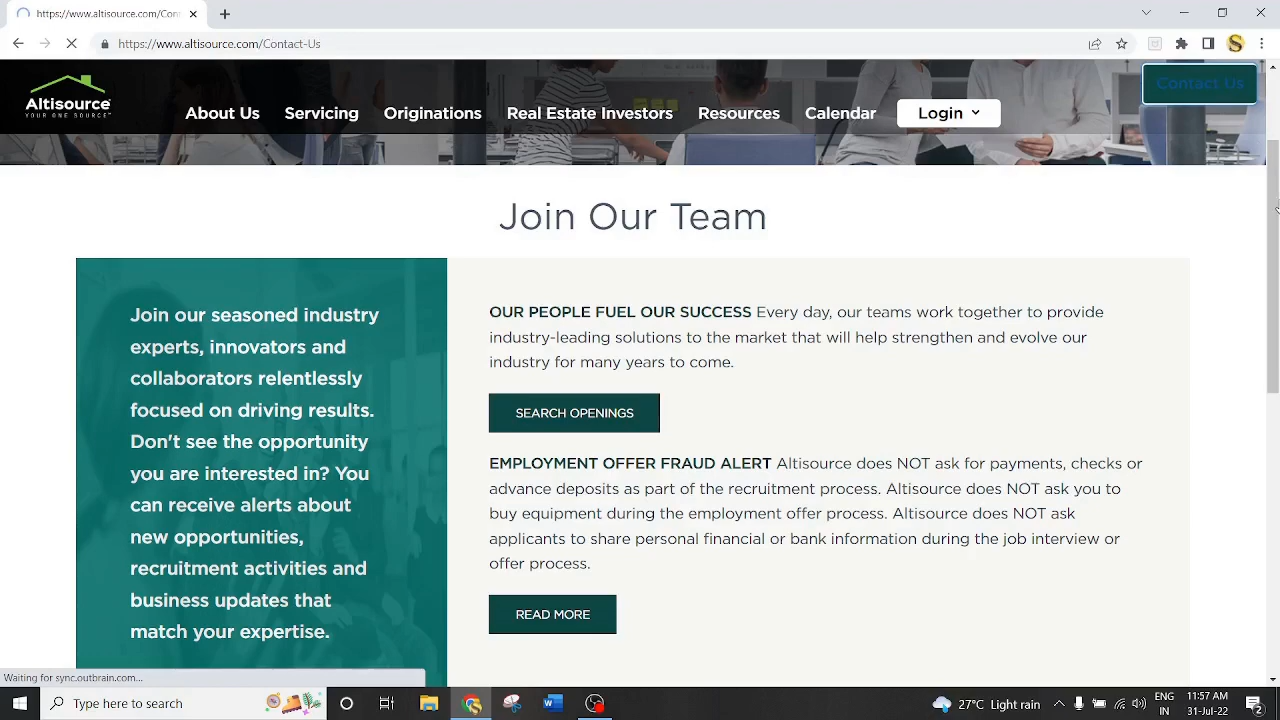 https://www.altisource.com/Cont
https://www.altisource.com/Contact-Us
Contact Us
Altisource
YOUR ONE SOURCE
About Us Servicing Originations Real Estate Investors Resources Calendar Login
Join Our Team
Join our seasoned industry
experts, innovators and
collaborators relentlessly
focused on driving results.
Don't see the opportunity
you are interested in? You
can receive alerts about
new opportunities,
recruitment activities and
business updates that
match your expertise.
OUR PEOPLE FUEL OUR SUCCESS Every day, our teams work together to provide
industry-leading solutions to the market that will help strengthen and evolve our
industry for many years to come.
SEARCH OPENINGS
EMPLOYMENT OFFER FRAUD ALERT Altisource does NOT ask for payments, checks or
advance deposits as part of the recruitment process. Altisource does NOT ask you to
buy equipment during the employment offer process. Altisource does NOT ask
applicants to share personal financial or bank information during the job interview or
offer process.
READ MORE
Waiting for sync.outbrain.com...
Type here to search
27°C Light rain
ENG
IN
11:57 AM
31-Jul-22
2